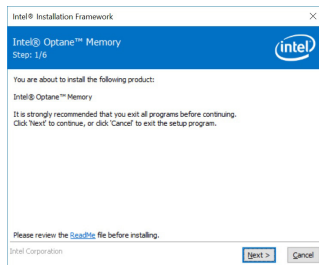 Intel® Installation Framework
Intel® Optane™ Memory
Step: 1/6
intel
You are about to install the following product:
Intel® Optane™ Memory
It is strongly recommended that you exit all programs before continuing.
Click 'Next' to continue, or click 'Cancel' to exit the setup program.
Please review the ReadMe file before installing.
Intel Corporation
Next >
Cancel